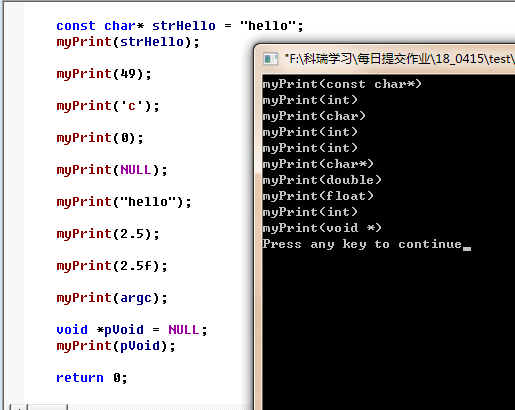 const char* strHello = "hello";
myPrint(strHello);
myPrint(49);
myPrint('c');
myPrint(0);
myPrint(NULL);
myPrint("hello");
myPrint(2.5);
myPrint(2.5f);
myPrint(argc);
void *pVoid = NULL;
myPrint(pVoid);
return 0;
"F:\科瑞学习\每日提交作业\18_0415\test\
myPrint(const char*)
myPrint(int)
myPrint(char)
myPrint(int)
myPrint(int)
myPrint(char*)
myPrint(double)
myPrint(float)
myPrint(int)
myPrint(void *)
Press any key to continue_